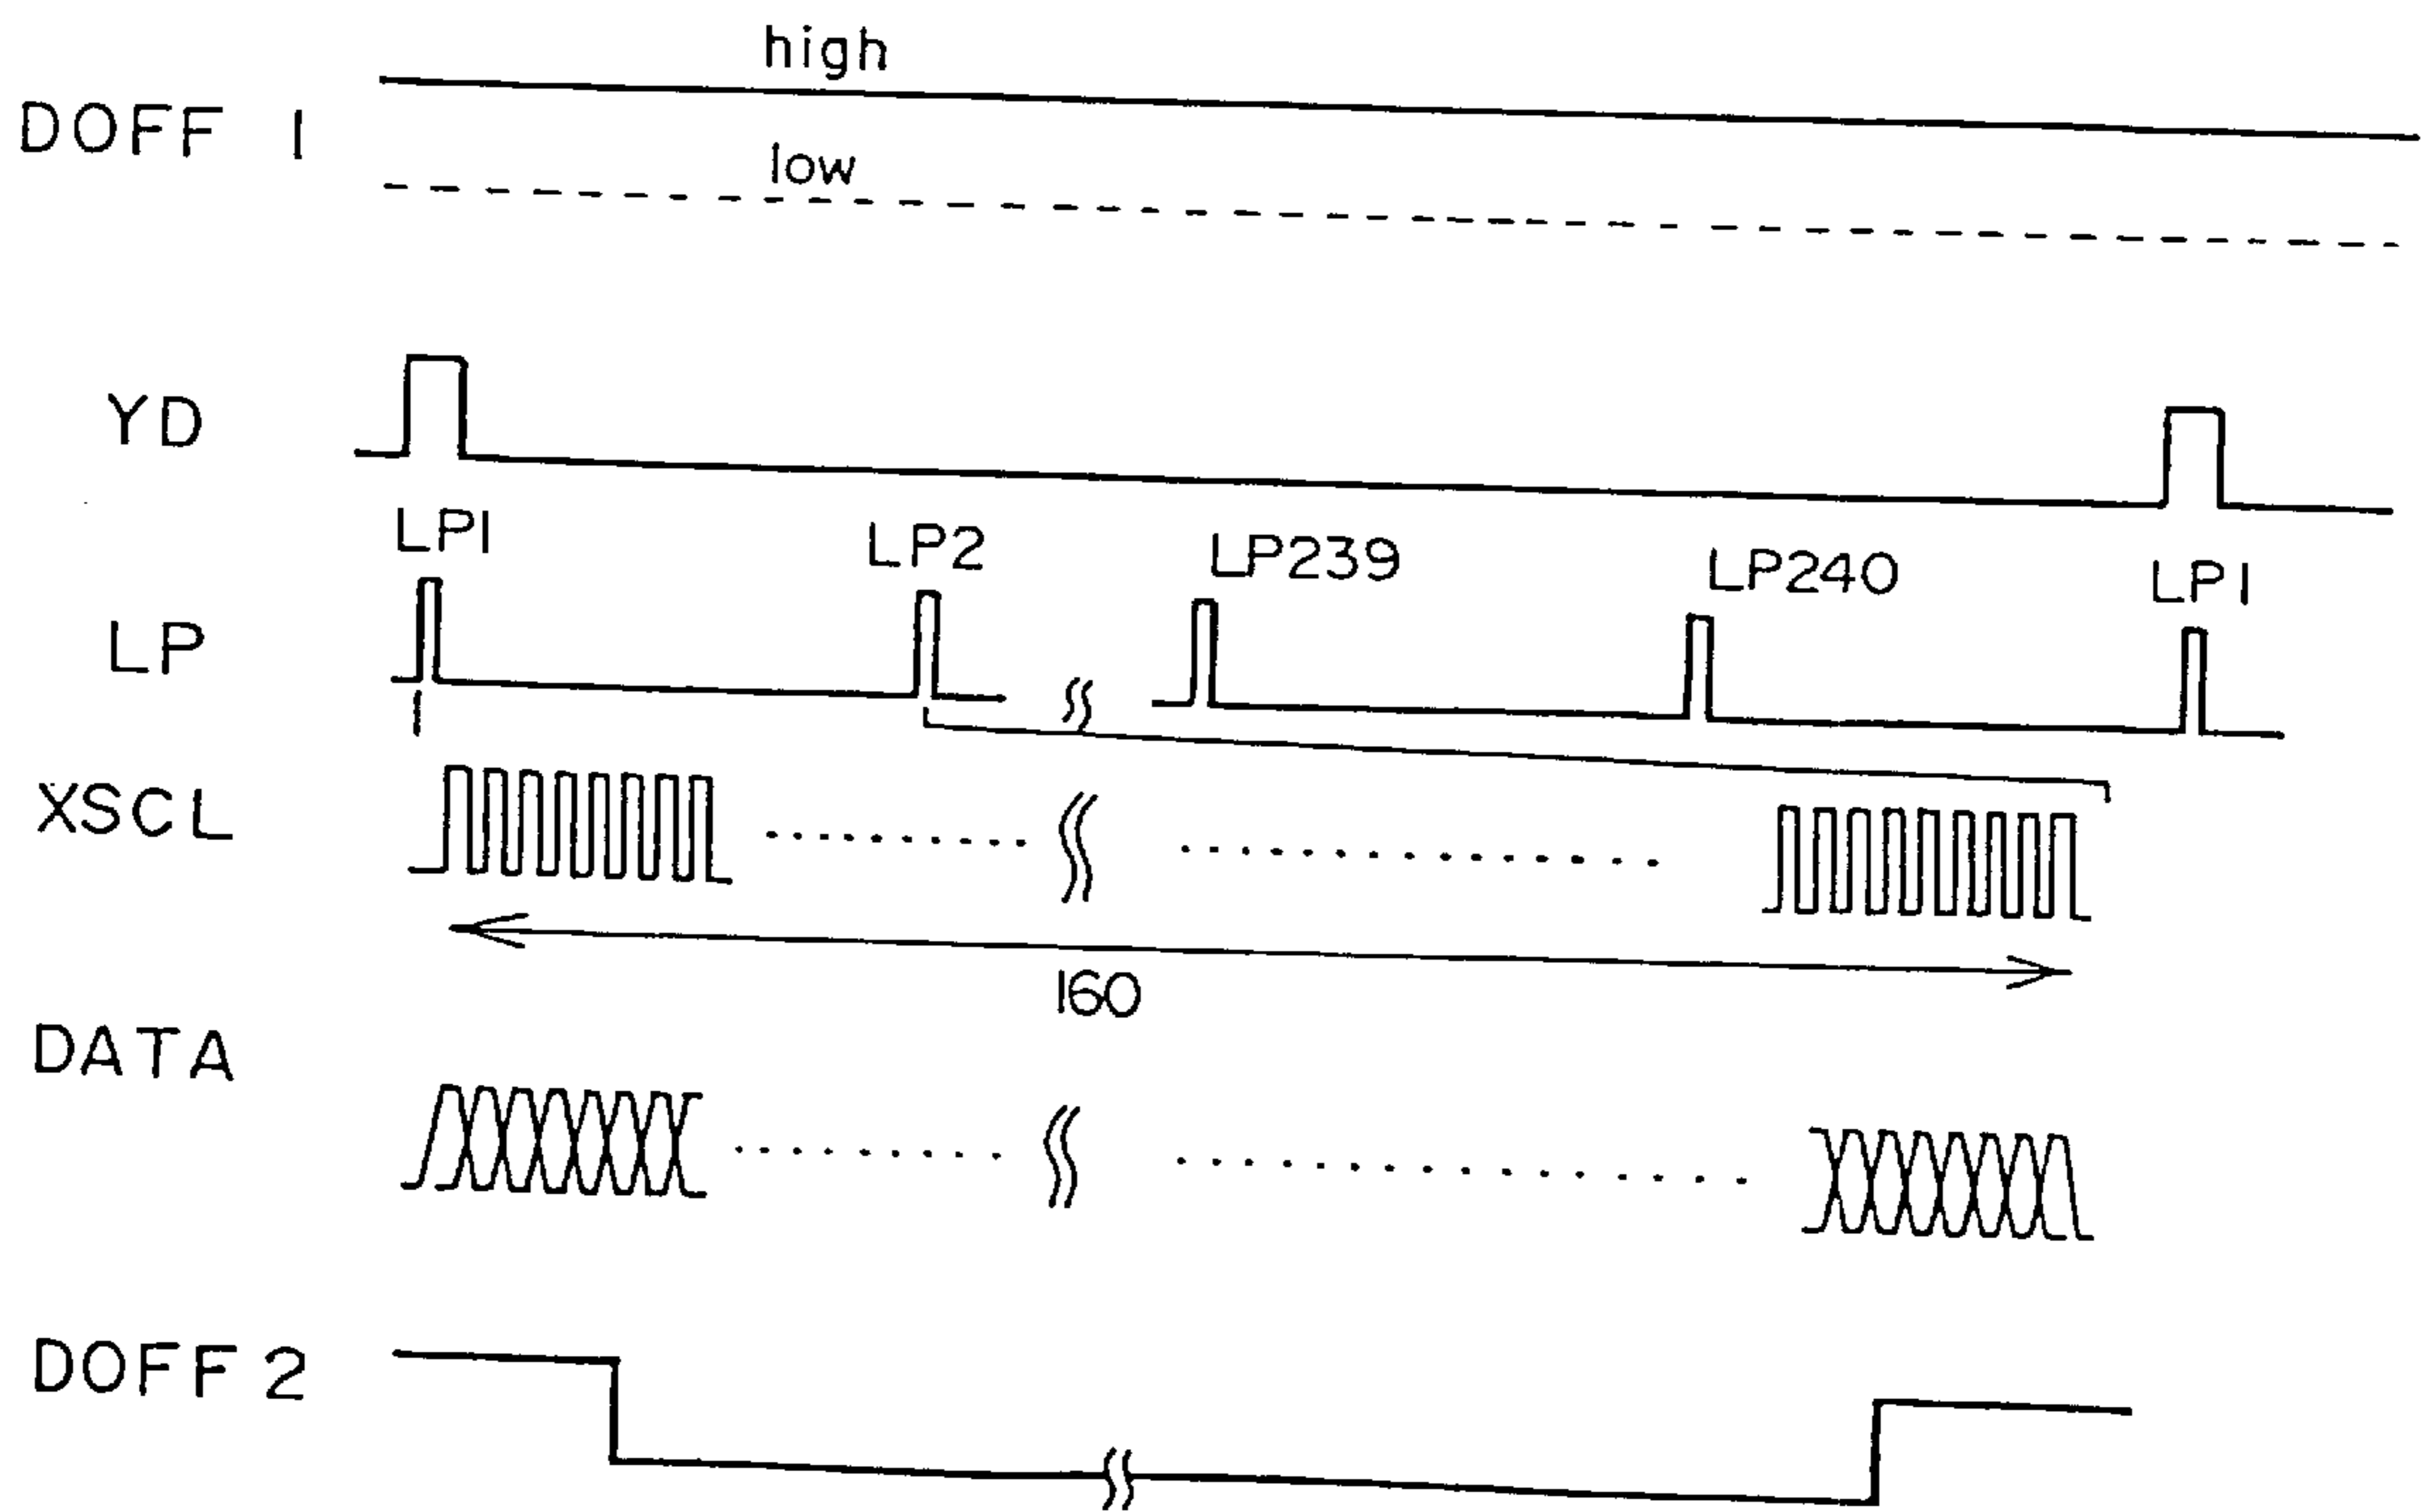 high
DOFF 1
low
YD
LP1 LP2 LP239 LP240 LP1
LP
XSCL
160
DATA
DOFF 2